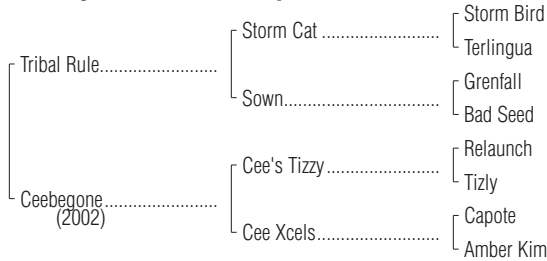 Storm Bird
Storm Cat ........................
Terlingua
Tribal Rule........................
Grenfall
Sown................................
Bad Seed
Relaunch
Cee's Tizzy .......................
Tizly
Ceebegone.......................
(2002)
Capote
Cee Xcels.........................
Amber Kim